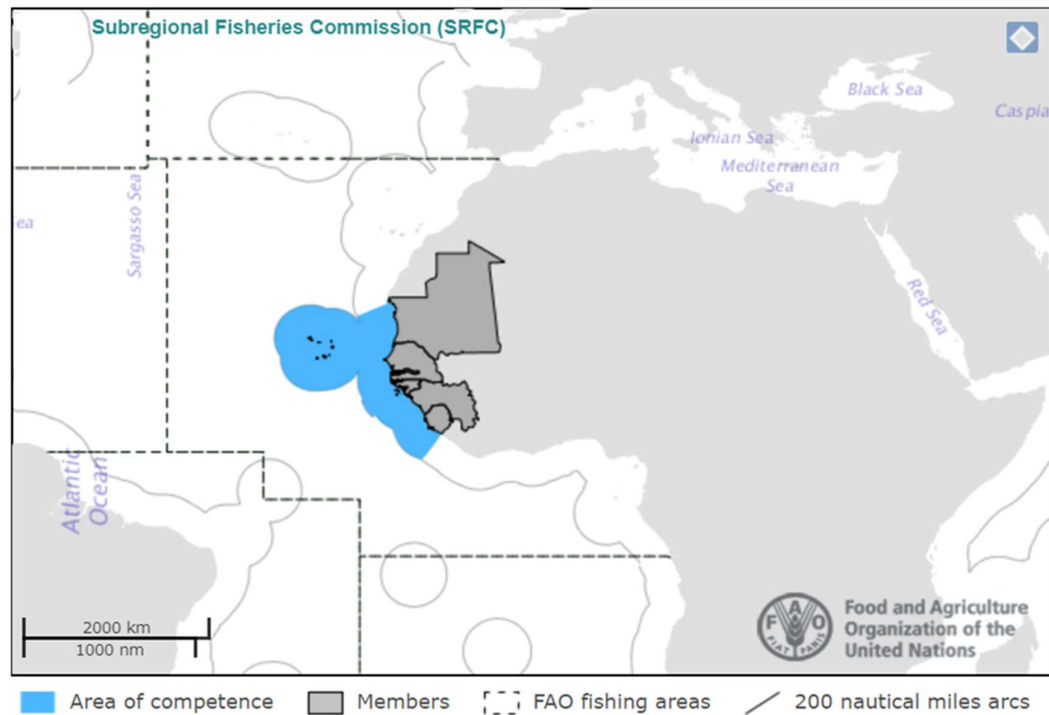 Subregional Fisheries Commission (SRFC)
Black Sea
Caspia
Ionian Sea
Mediterranean
Sea
Sargasso Sea
ea
Red Sea
Atlantic
Ocean
2000 km
1000 nm
F A O
FIAT PANIS
Food and Agriculture
Organization of the
United Nations
Area of competence
Members
FAO fishing areas
200 nautical miles arcs